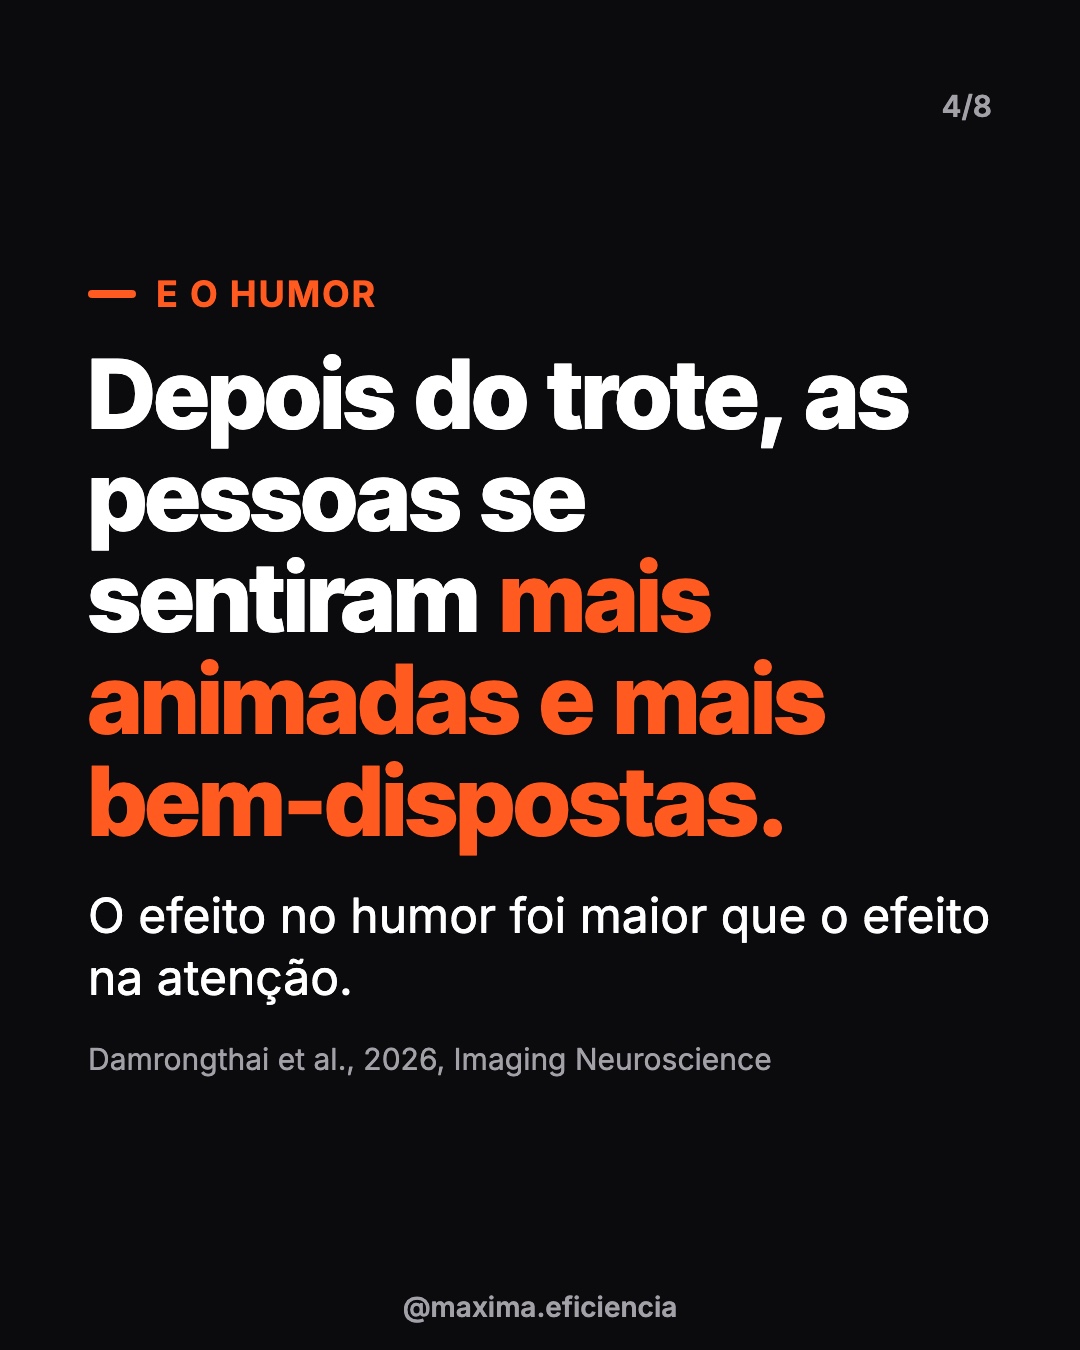 4/8
E O HUMOR
Depois do trote, as
pessoas se
sentiram mais
animadas e mais
bem-dispostas.
O efeito no humor foi maior que o efeito
na atenção.
Damrongthai et al., 2026, Imaging Neuroscience
@maxima.eficiencia